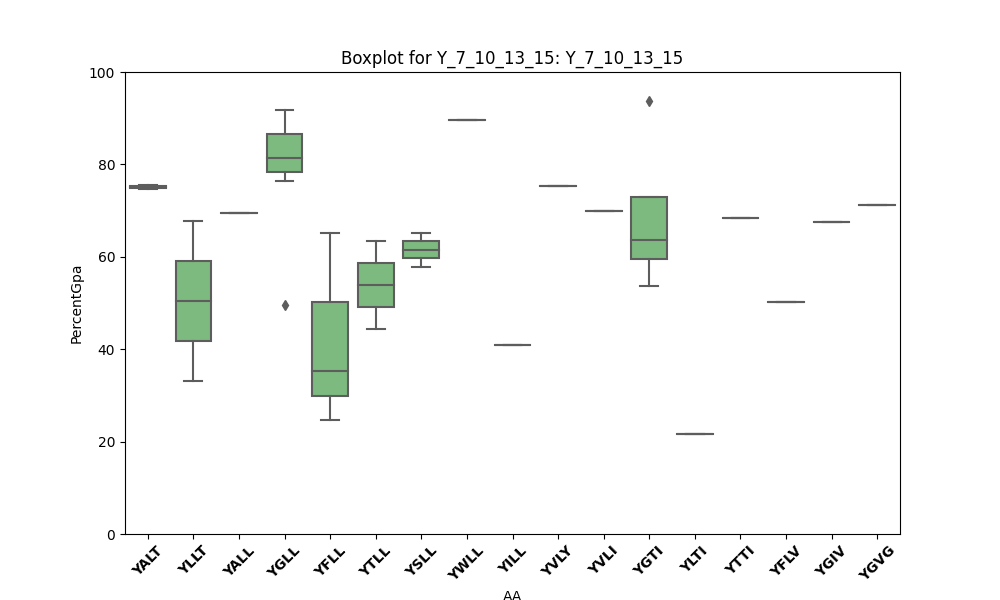 Boxplot for Y_7_10_13_15: Y_7_10_13_15
100
80
60
40
20
0
PercentGpa
YALT YLLT YALL YGLL YFLL YTLL YSLL YWLL YILL YVLY YVLI YGTI YLTI YTTI YFLV YGIV YGVG
AA